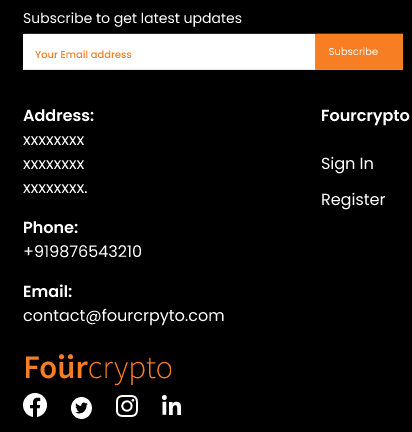 Subscribe to get latest updates
Your Email address
Subscribe
Address:
xxxxxxxx
xxxxxxxx
xxxxxxxx.
Phone:
+919876543210
Email:
contact@fourcrpyto.com
Fourcrypto
Sign In
Register
Foürcrypto